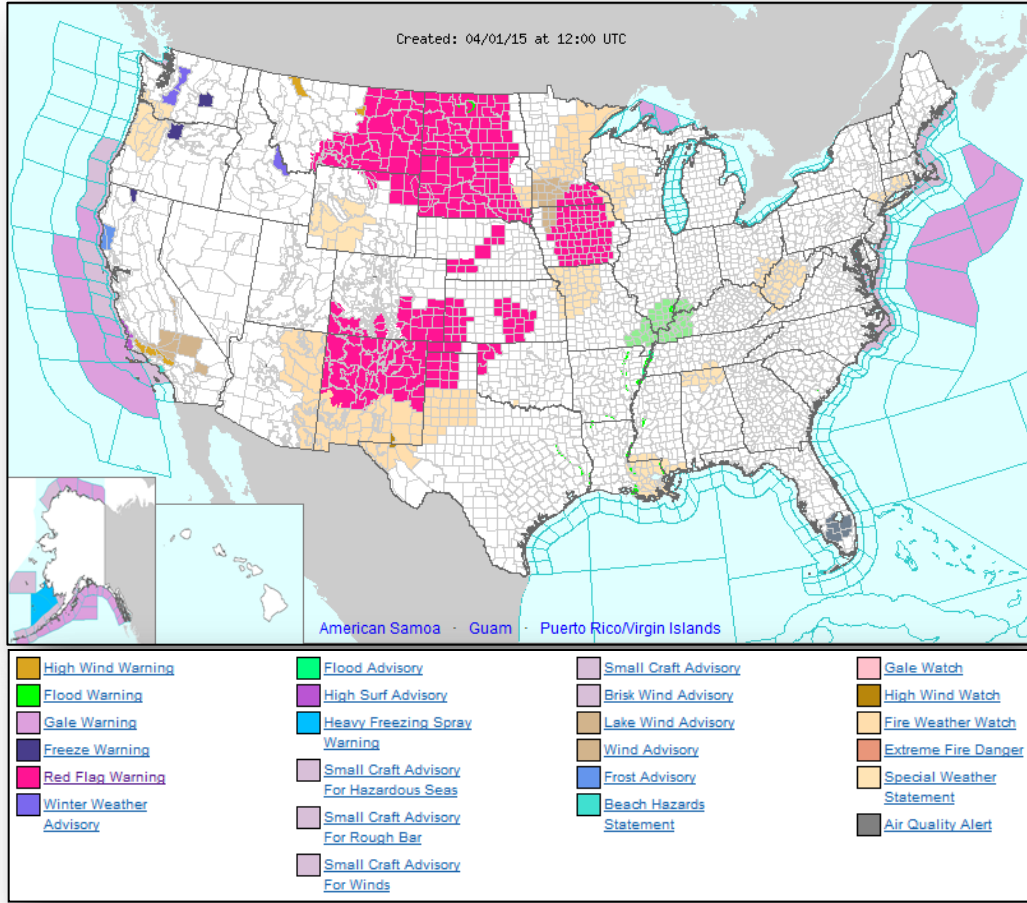 Created: 04/01/15 at 12:00 UTC
American Samoa - Guam - Puerto Rico/Virgin Islands
High Wind Warning
Flood Warning
Gale Warning
Freeze Warning
Red Flag Warning
Winter Weather
Advisory
Flood Advisory
High Surf Advisory
Heavy Freezing Spray
Warning
Small Craft Advisory
For Hazardous Seas
Small Craft Advisory
For Rough Bar
Small Craft Advisory
For Winds
Small Craft Advisory
Brisk Wind Advisory
Lake Wind Advisory
Wind Advisory
Frost Advisory
Beach Hazards
Statement
Gale Watch
High Wind Watch
Fire Weather Watch
Extreme Fire Danger
Special Weather
Statement
Air Quality Alert